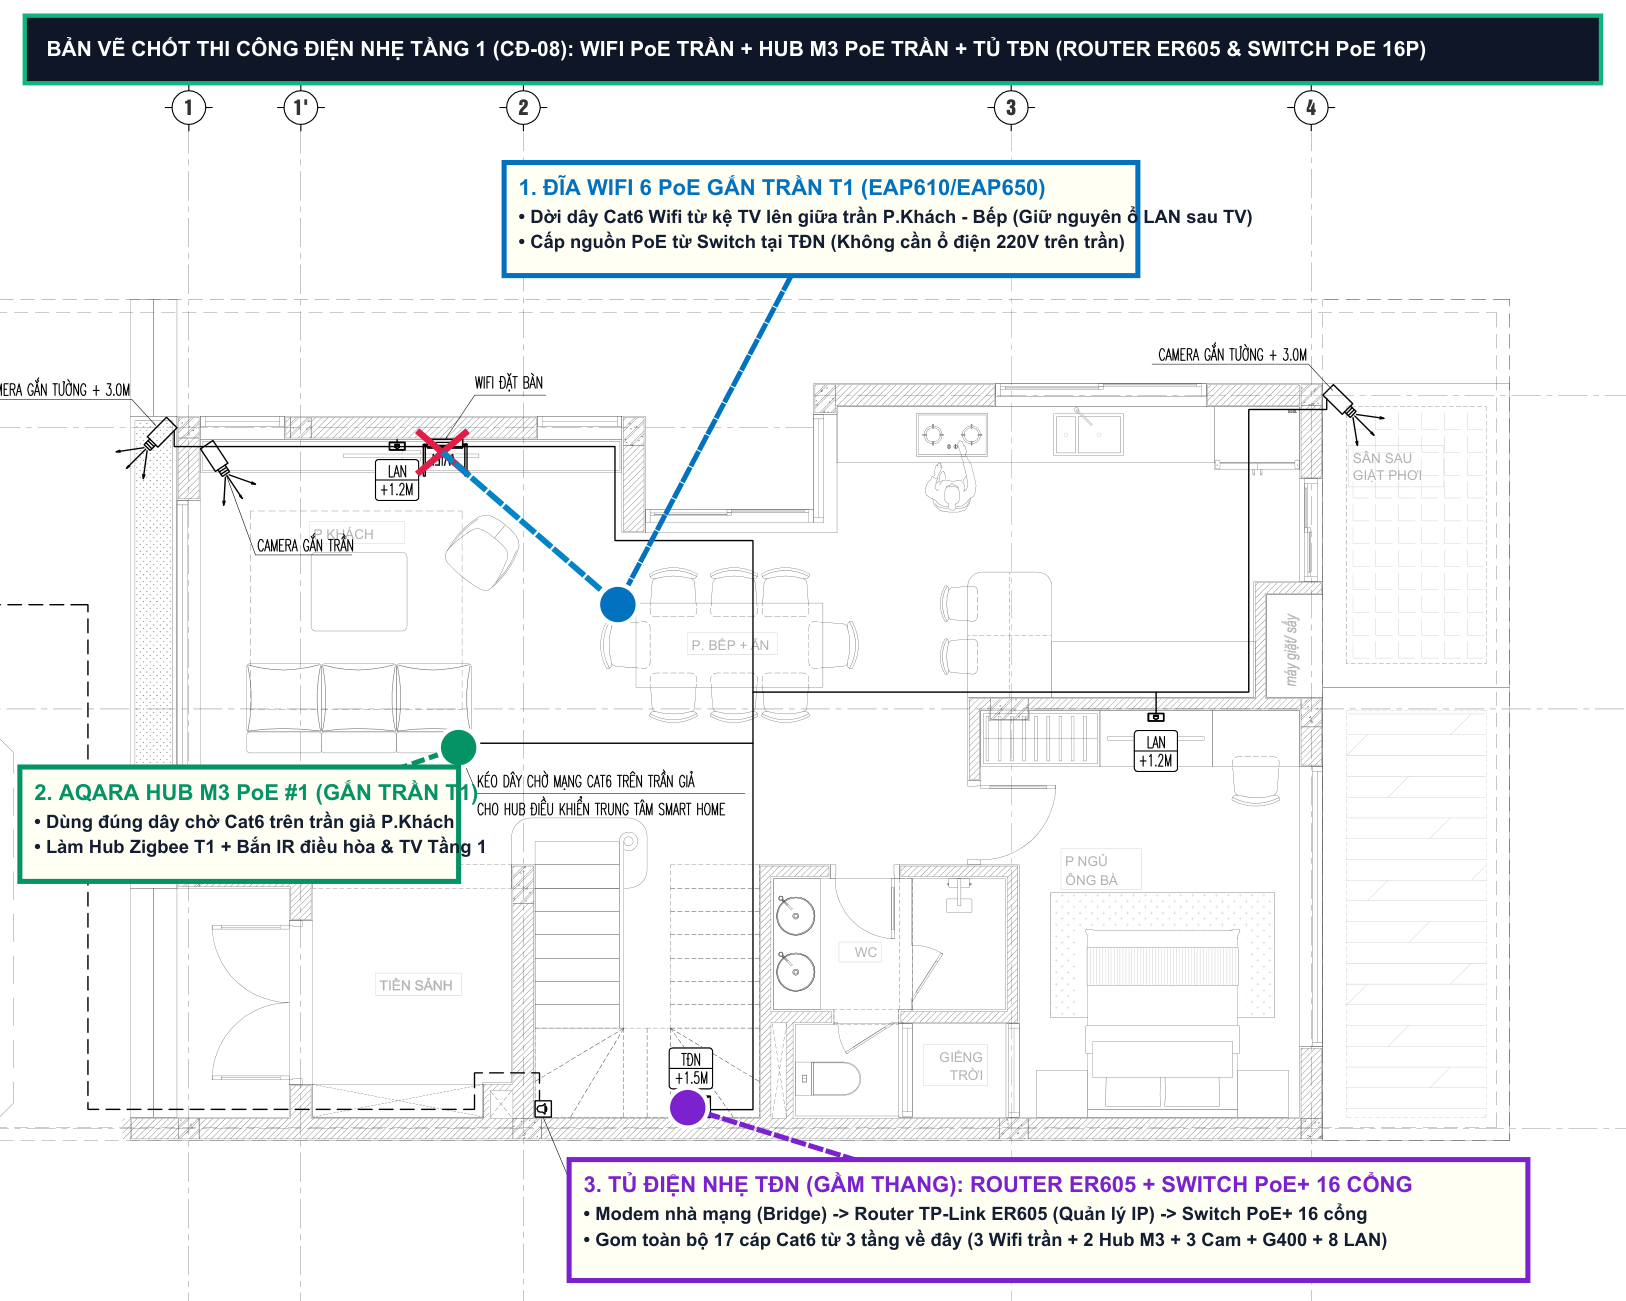 BẢN VẼ CHỐT THI CÔNG ĐIỆN NHẸ TẦNG 1 (CĐ-08): WIFI PoE TRẦN + HUB M3 PoE TRẦN + TỦ TĐN (ROUTER ER605 & SWITCH PoE 16P)
1
1'
2
3
4
1. ĐĨA WIFI 6 PoE GẮN TRẦN T1 (EAP610/EAP650)
• Dời dây Cat6 Wifi từ kệ TV lên giữa trần P.Khách - Bếp (Giữ nguyên ổ LAN sau TV)
• Cấp nguồn PoE từ Switch tại TĐN (Không cần ổ điện 220V trên trần)
CAMERA GẮN TƯỜNG + 3.0M
MERA GẮN TƯỜNG + 3.0M
WIFI ĐẶT BÀN
LAN
+1.2M
SÂN SAU
GIẶT PHƠI
P KHÁCH
CAMERA GẮN TRẦN
P. BẾP + ĂN
máy giặt/ sấy
LAN
+1.2M
KÉO DÂY CHỜ MẠNG CAT6 TRÊN TRẦN GIẢ
CHO HUB ĐIỀU KHIỂN TRUNG TÂM SMART HOME
2. AQARA HUB M3 PoE #1 (GẮN TRẦN T1)
• Dùng đúng dây chờ Cat6 trên trần giả P.Khách
• Làm Hub Zigbee T1 + Bắn IR điều hòa & TV Tầng 1
P NGỦ
ÔNG BÀ
WC
TIỀN SẢNH
GIẾNG
TRỜI
TĐN
+1.5M
3. TỦ ĐIỆN NHẸ TĐN (GẦM THANG): ROUTER ER605 + SWITCH PoE+ 16 CỔNG
• Modem nhà mạng (Bridge) -> Router TP-Link ER605 (Quản lý IP) -> Switch PoE+ 16 cổng
• Gom toàn bộ 17 cáp Cat6 từ 3 tầng về đây (3 Wifi trần + 2 Hub M3 + 3 Cam + G400 + 8 LAN)